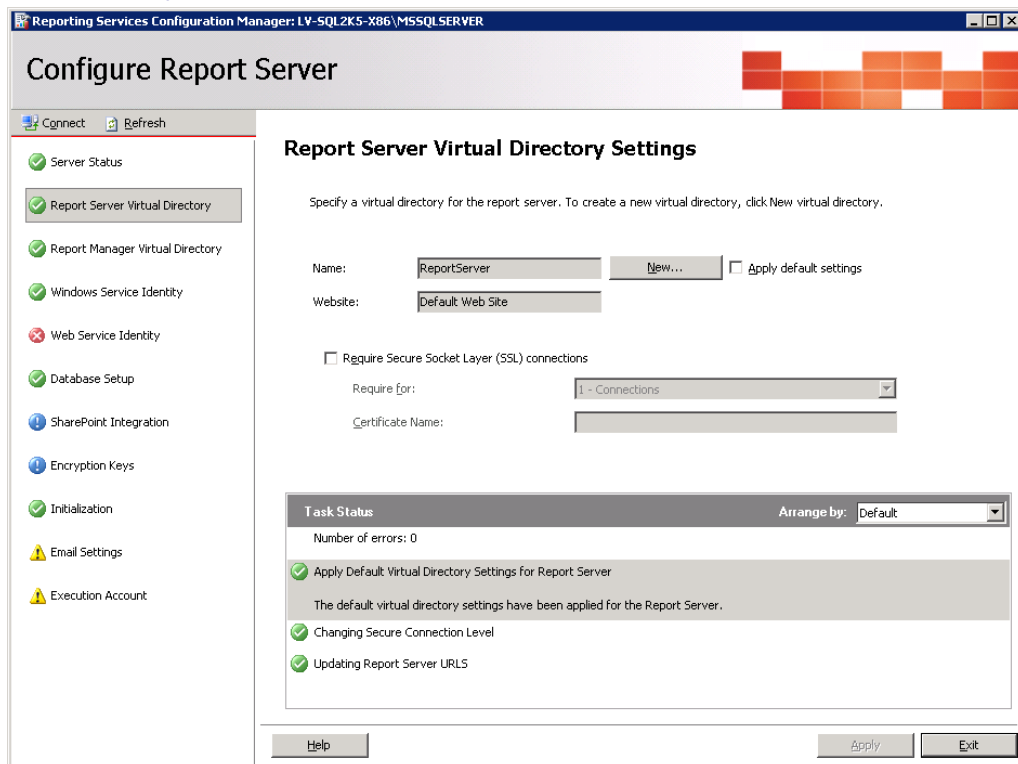 Reporting Services Configuration Manager: LV-SQL2K5-X86\MSSQLSERVER
Configure Report Server
Connect Refresh
Server Status
Report Server Virtual Directory
Report Manager Virtual Directory
Windows Service Identity
Web Service Identity
Database Setup
SharePoint Integration
Encryption Keys
Initialization
Email Settings
Execution Account
Report Server Virtual Directory Settings
Specify a virtual directory for the report server. To create a new virtual directory, click New virtual directory.
Name: ReportServer New... Apply default settings
Website: Default Web Site
Require Secure Socket Layer (SSL) connections
Require for: 1 - Connections
Certificate Name:
Task Status Arrange by: Default
Number of errors: 0
Apply Default Virtual Directory Settings for Report Server
The default virtual directory settings have been applied for the Report Server.
Changing Secure Connection Level
Updating Report Server URLS
Help Apply Exit